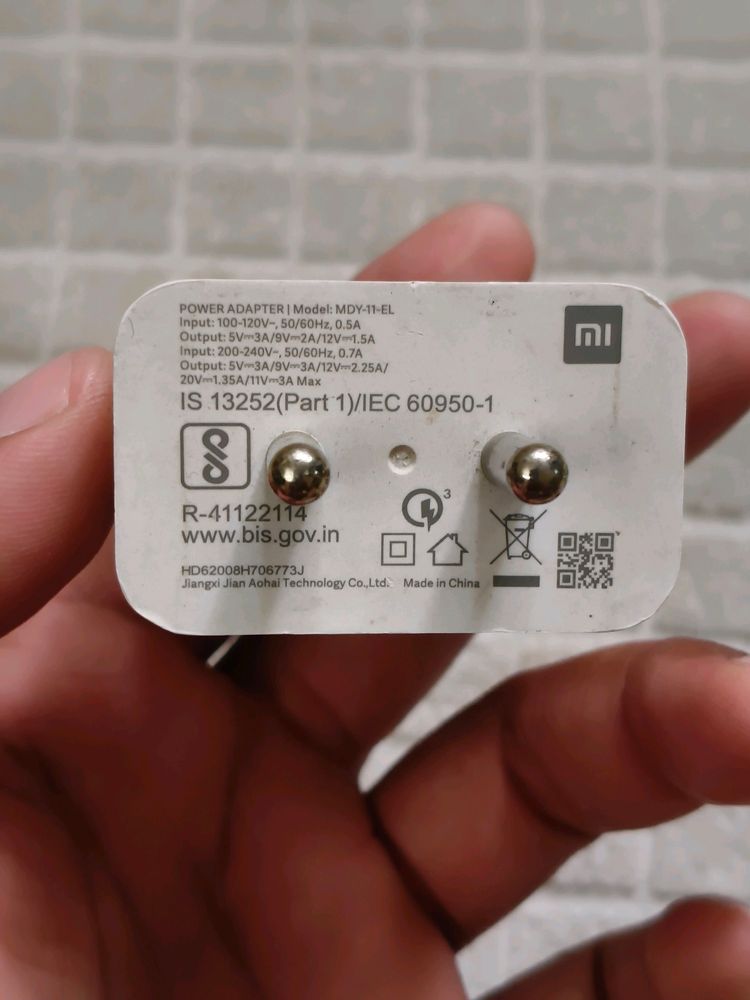 POWER ADAPTER | Model: MDY-11-EL
Input: 100-120V~, 50/60Hz, 0.5A
Output: 5V⎓3A/9V⎓2A/12V⎓1.5A
Input: 200-240V~, 50/60Hz, 0.7A
Output: 5V⎓3A/9V⎓3A/12V⎓2.25A/
20V⎓1.35A/11V⎓3A Max
mi
IS 13252(Part 1)/IEC 60950-1
R-41122114
www.bis.gov.in
3
HD62008H706773J
Jiangxi Jian Aohai Technology Co.,Ltd. Made in China